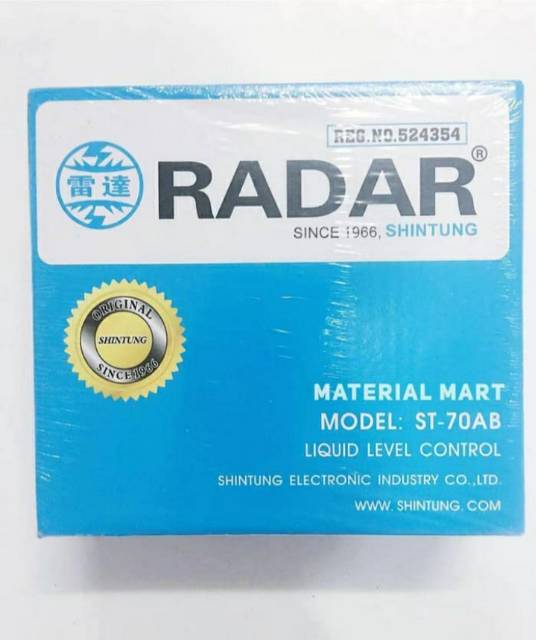 REG.NO.524354
雷達
RADAR®
SINCE 1966, SHINTUNG
ORIGINAL
SHINTUNG
SINCE 1966
MATERIAL MART
MODEL: ST-70AB
LIQUID LEVEL CONTROL
SHINTUNG ELECTRONIC INDUSTRY CO.,LTD.
WWW.SHINTUNG.COM